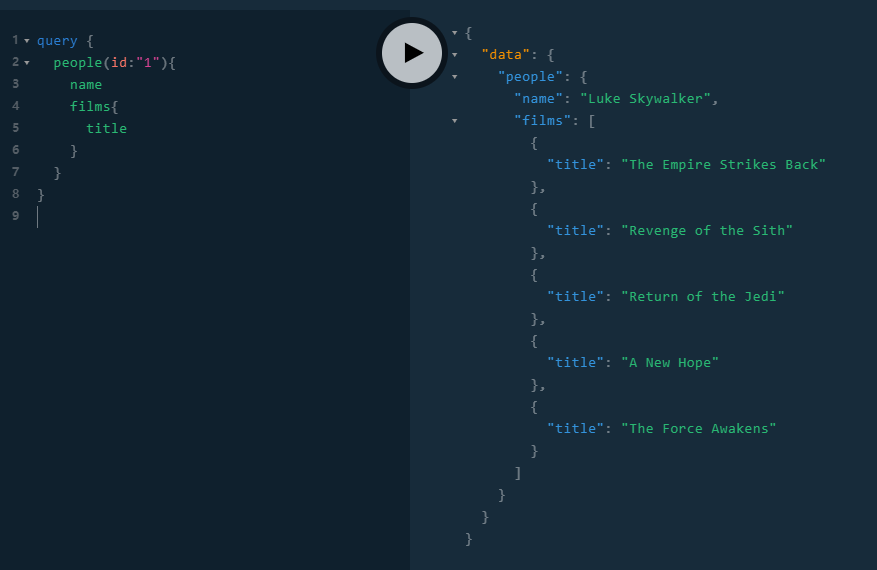 1 query {
2 people(id:"1"){
3 name
4 films{
5 title
6 }
7 }
8 }
9
{
"data": {
"people": {
"name": "Luke Skywalker",
"films": [
{
"title": "The Empire Strikes Back"
},
{
"title": "Revenge of the Sith"
},
{
"title": "Return of the Jedi"
},
{
"title": "A New Hope"
},
{
"title": "The Force Awakens"
}
]
}
}
}